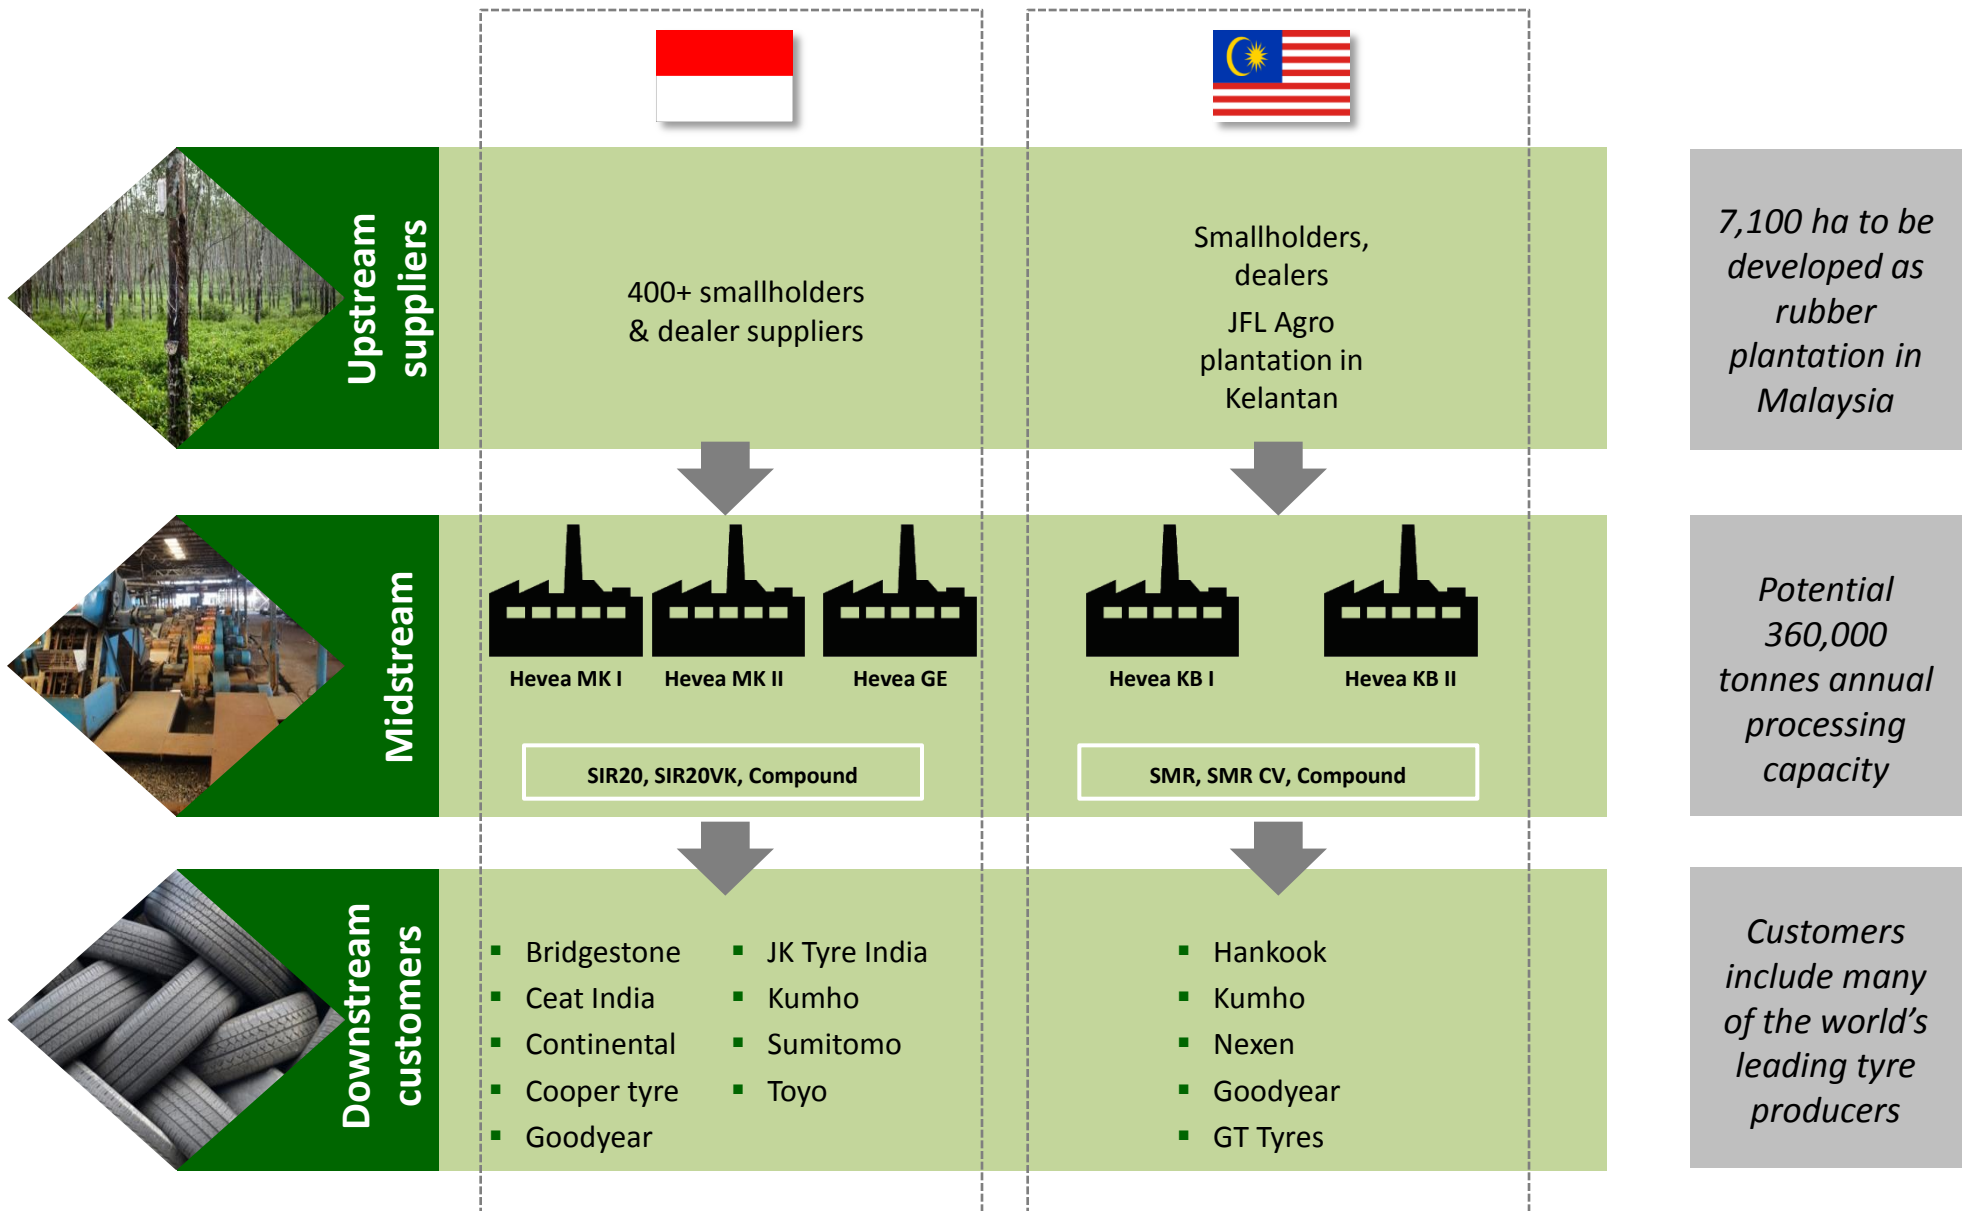 Upstream
suppliers
400+ smallholders
& dealer suppliers
Smallholders,
dealers
JFL Agro
plantation in
Kelantan
7,100 ha to be
developed as
rubber
plantation in
Malaysia
Midstream
Hevea MK I
Hevea MK II
Hevea GE
Hevea KB I
Hevea KB II
SIR20, SIR20VK, Compound
SMR, SMR CV, Compound
Potential
360,000
tonnes annual
processing
capacity
Downstream
customers
▪ Bridgestone
▪ Ceat India
▪ Continental
▪ Cooper tyre
▪ Goodyear
▪ JK Tyre India
▪ Kumho
▪ Sumitomo
▪ Toyo
▪ Hankook
▪ Kumho
▪ Nexen
▪ Goodyear
▪ GT Tyres
Customers
include many
of the world’s
leading tyre
producers